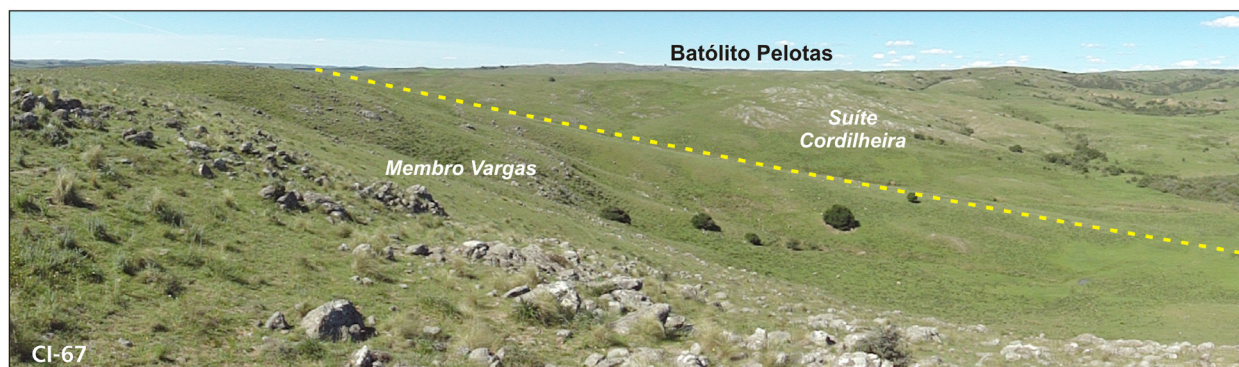 Batólito Pelotas
Suíte
Cordilheira
Membro Vargas
CI-67